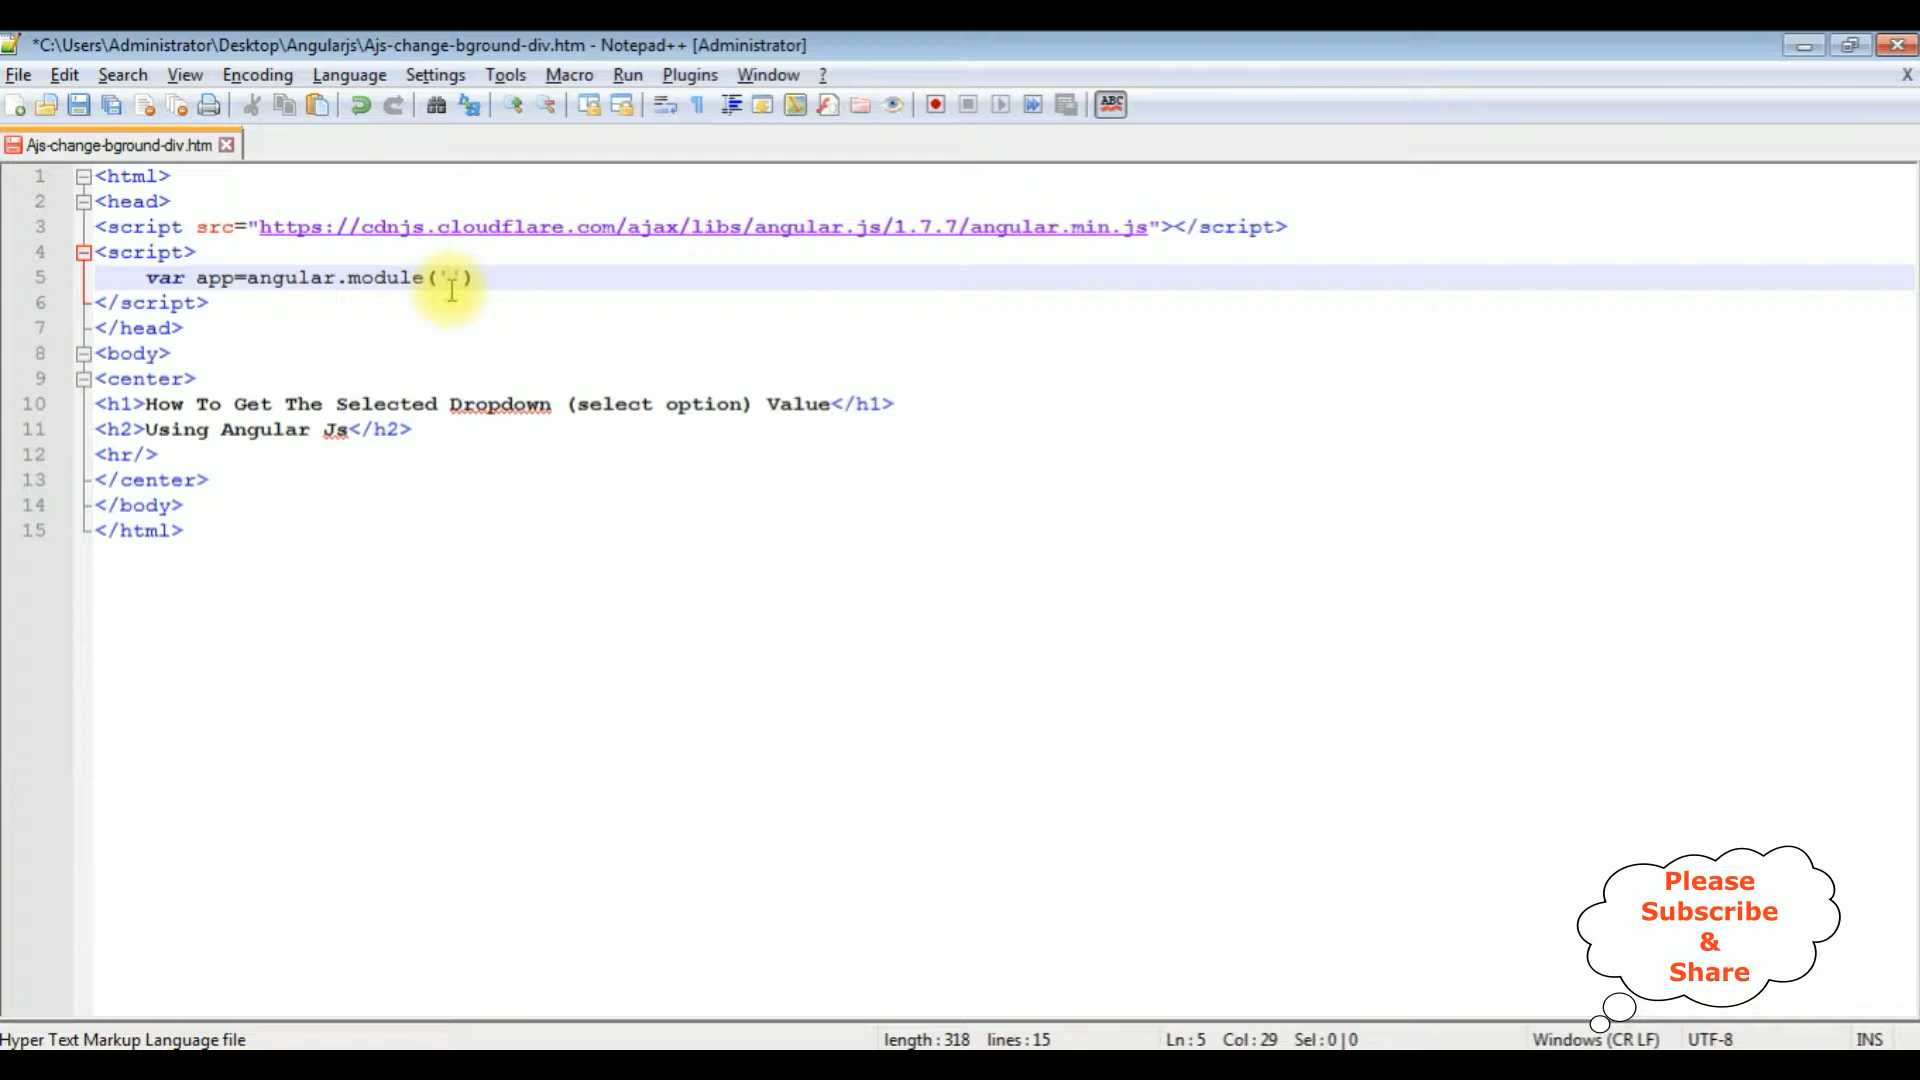 *C:\Users\Administrator\Desktop\Angularjs\Ajs-change-bground-div.htm - Notepad++ [Administrator]
File Edit Search View Encoding Language Settings Tools Macro Run Plugins Window ? X
ABC
Ajs-change-bground-div.htm
1 <html>
2 <head>
3 <script src="https://cdnjs.cloudflare.com/ajax/libs/angular.js/1.7.7/angular.min.js"></script>
4 <script>
5 var app=angular.module('')
6 </script>
7 </head>
8 <body>
9 <center>
10 <h1>How To Get The Selected Dropdown (select option) Value</h1>
11 <h2>Using Angular Js</h2>
12 <hr/>
13 </center>
14 </body>
15 </html>
Please
Subscribe
&
Share
Hyper Text Markup Language file length : 318 lines : 15 Ln : 5 Col : 29 Sel : 0 | 0 Windows (CR LF) UTF-8 INS